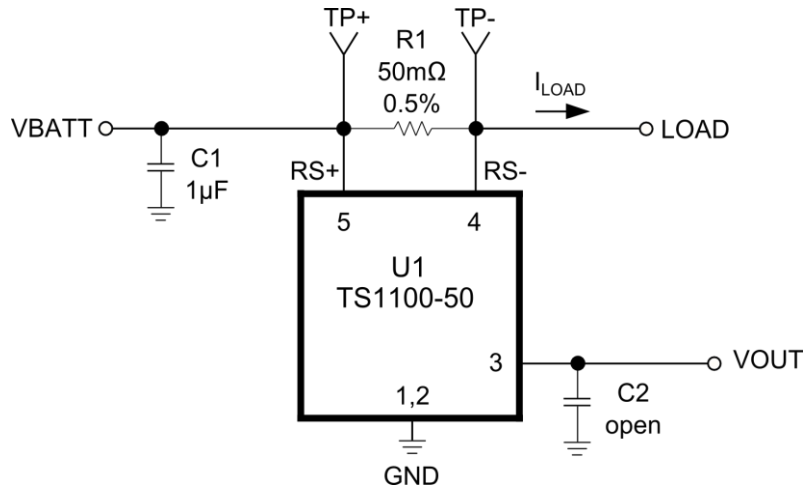 TP+
TP-
R1
50mΩ
0.5%
I_LOAD
VBATT
LOAD
C1
1µF
RS+
RS-
5
4
U1
TS1100-50
3
VOUT
1,2
C2
open
GND